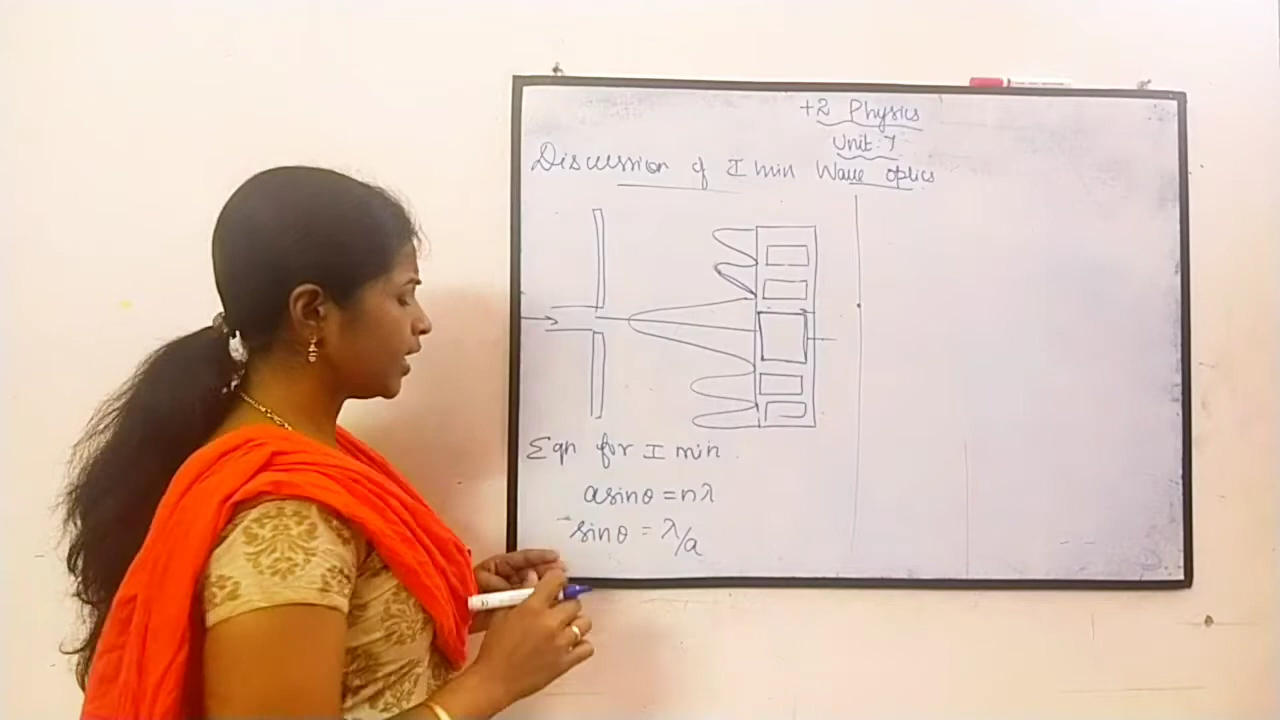 +2 Physics
Unit: 7
Discussion of I min Wave optics
Eqn for I min.
asinθ = nλ
sinθ = λ/a